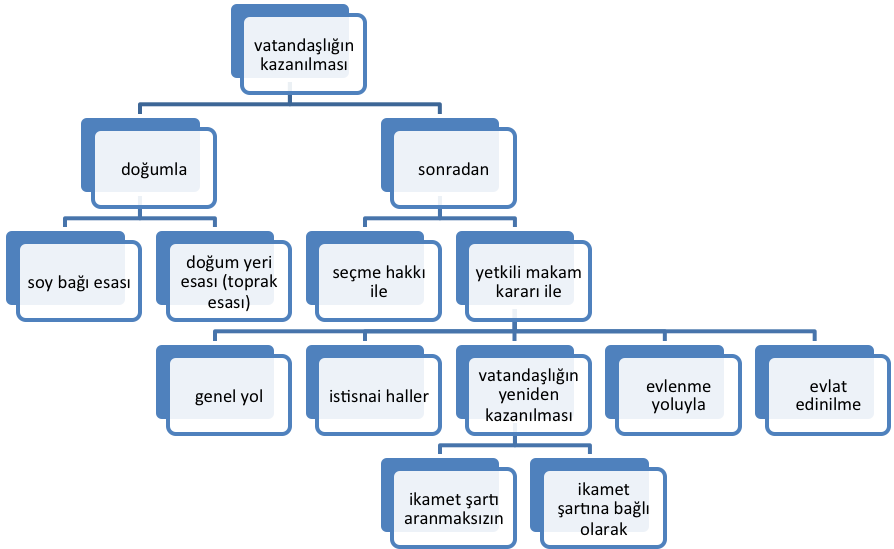 vatandaşlığın
kazanılması
doğumla
sonradan
soy bağı esası
doğum yeri
esası (toprak
esası)
seçme hakkı
ile
yetkili makam
kararı ile
genel yol
istisnai haller
vatandaşlığın
yeniden
kazanılması
evlenme
yoluyla
evlat
edinilme
ikamet şartı
aranmaksızın
ikamet
şartına bağlı
olarak